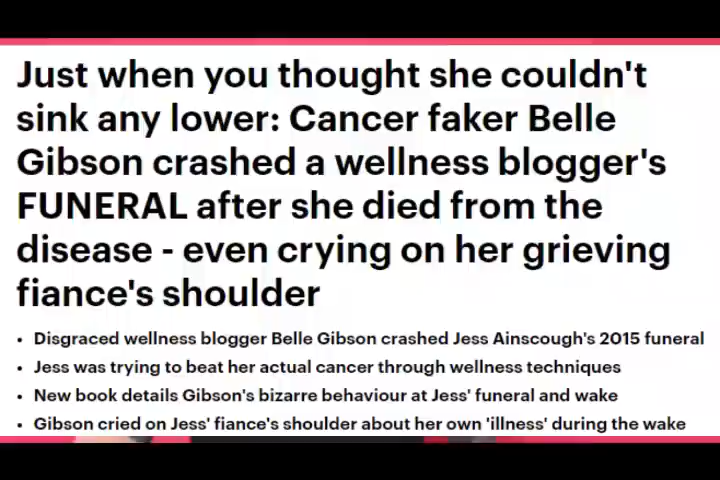 Just when you thought she couldn't
sink any lower: Cancer faker Belle
Gibson crashed a wellness blogger's
FUNERAL after she died from the
disease - even crying on her grieving
fiance's shoulder
• Disgraced wellness blogger Belle Gibson crashed Jess Ainscough's 2015 funeral
• Jess was trying to beat her actual cancer through wellness techniques
• New book details Gibson's bizarre behaviour at Jess' funeral and wake
• Gibson cried on Jess' fiance's shoulder about her own 'illness' during the wake